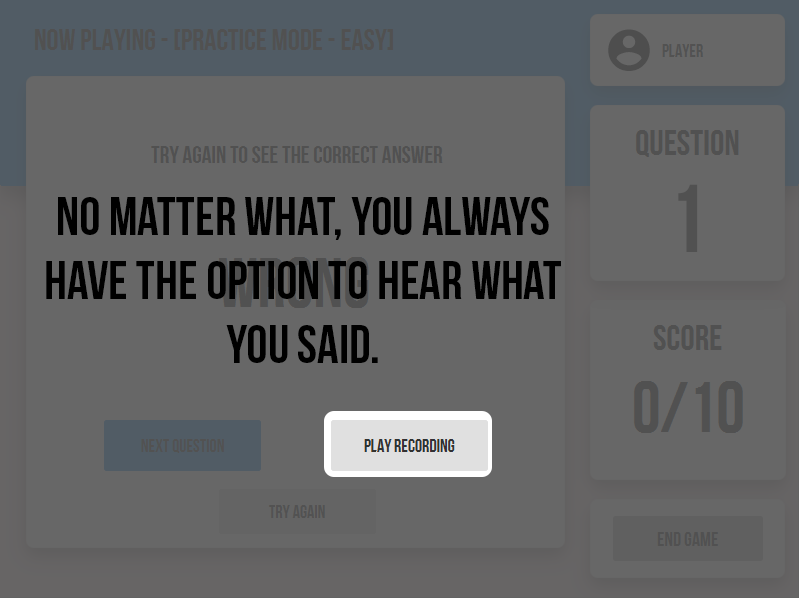 NOW PLAYING - [PRACTICE MODE - EASY]
PLAYER
TRY AGAIN TO SEE THE CORRECT ANSWER
QUESTION
1
NO MATTER WHAT, YOU ALWAYS
HAVE THE OPTION TO HEAR WHAT
YOU SAID.
WRONG
SCORE
0/10
NEXT QUESTION
PLAY RECORDING
TRY AGAIN
END GAME